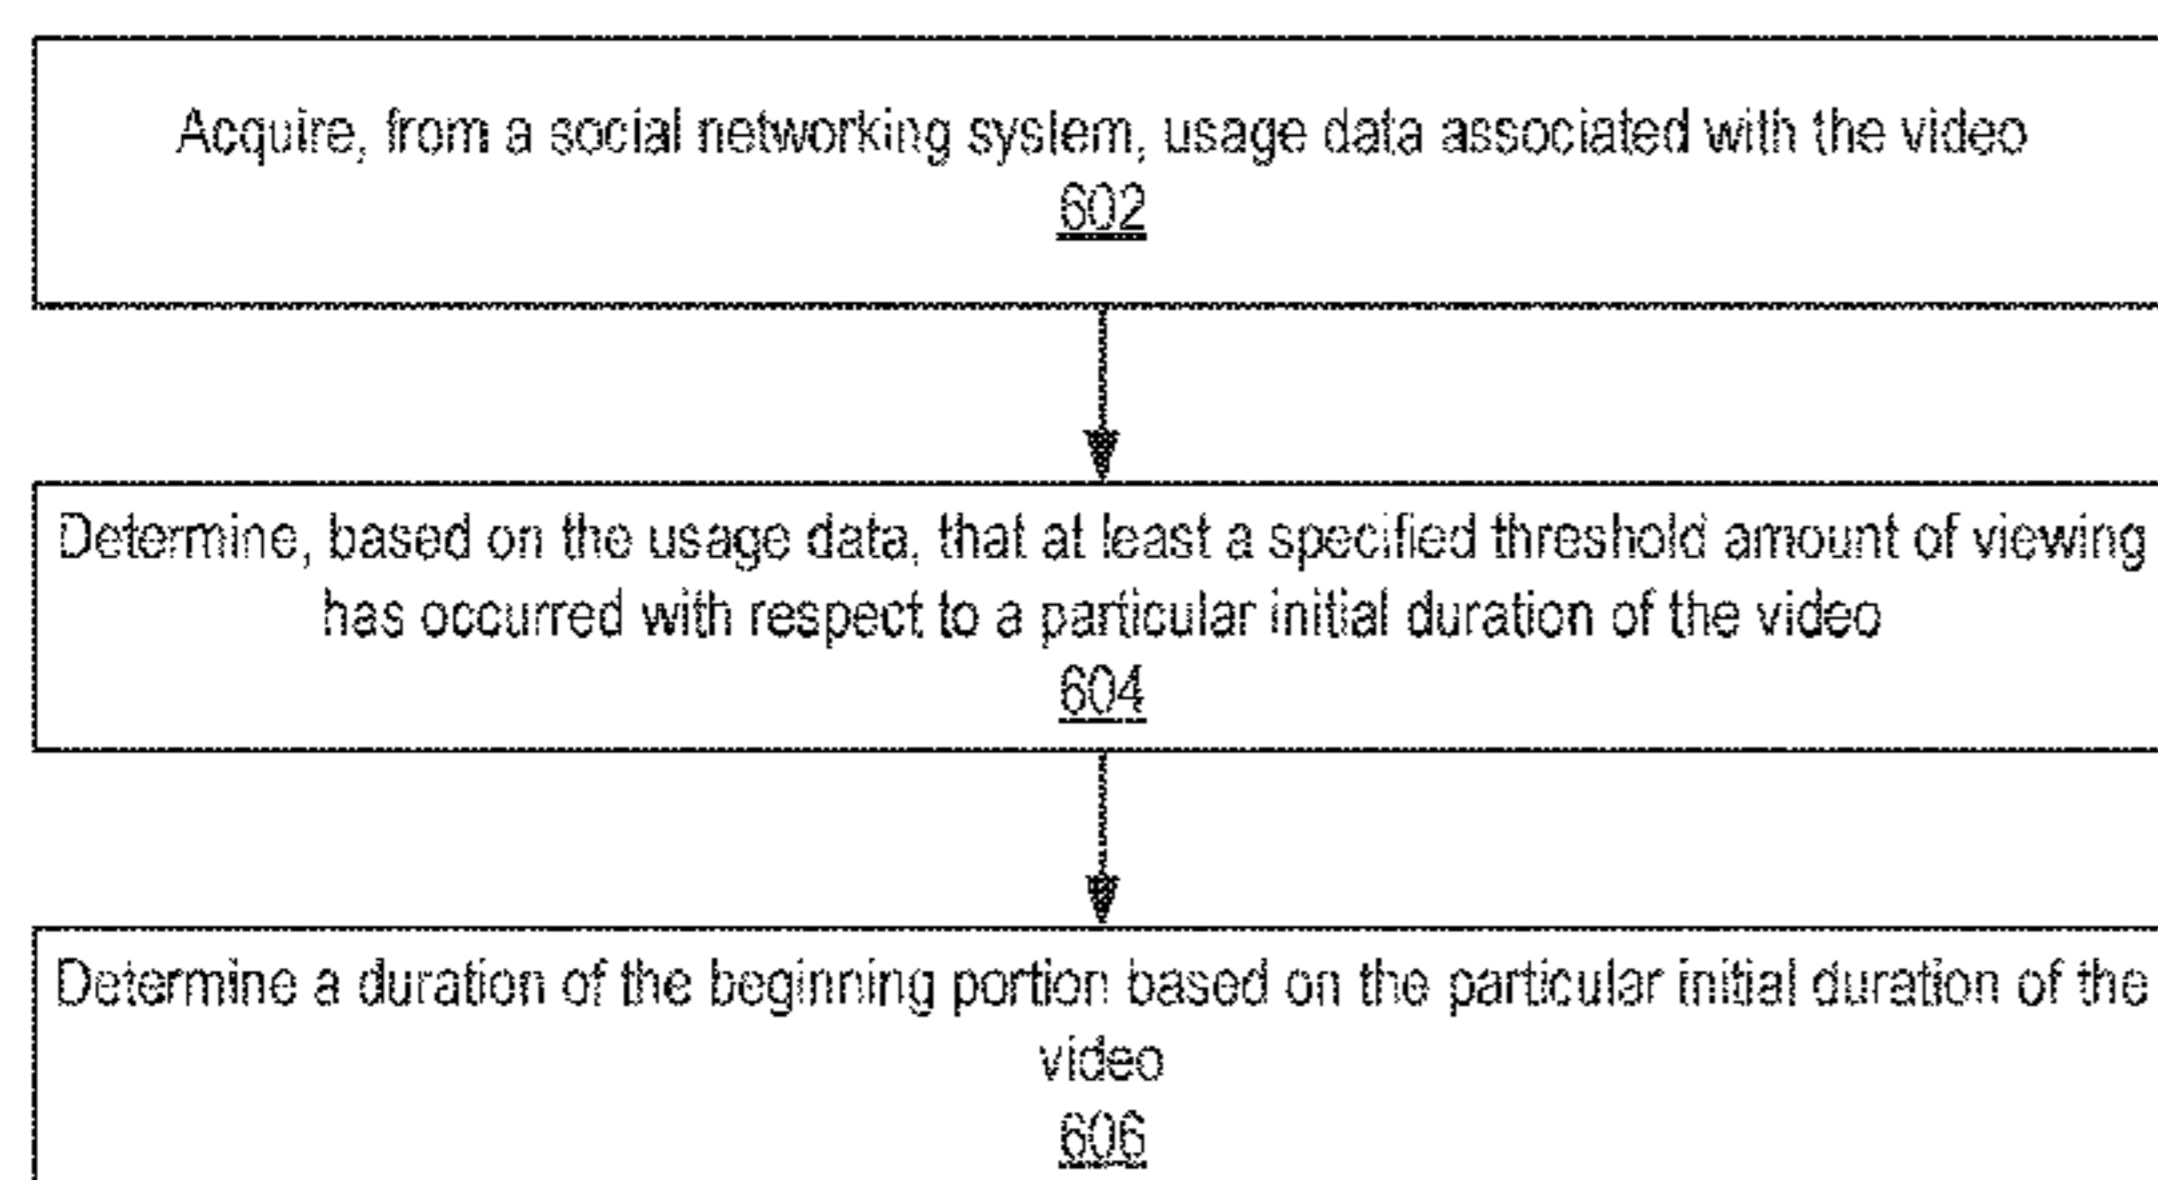 Acquire, from a social networking system, usage data associated with the video
602
Determine, based on the usage data, that at least a specified threshold amount of viewing
has occurred with respect to a particular initial duration of the video
604
Determine a duration of the beginning portion based on the particular initial duration of the
video
606